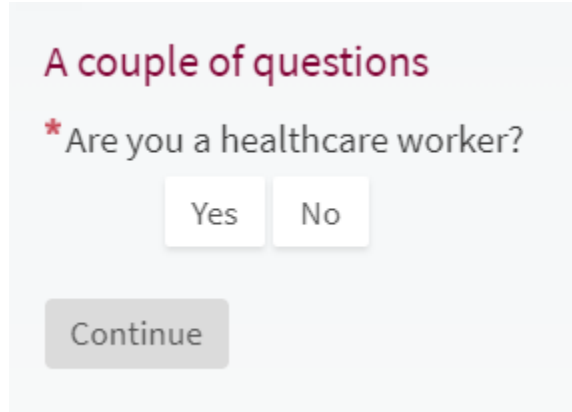 A couple of questions
*Are you a healthcare worker?
Yes No
Continue